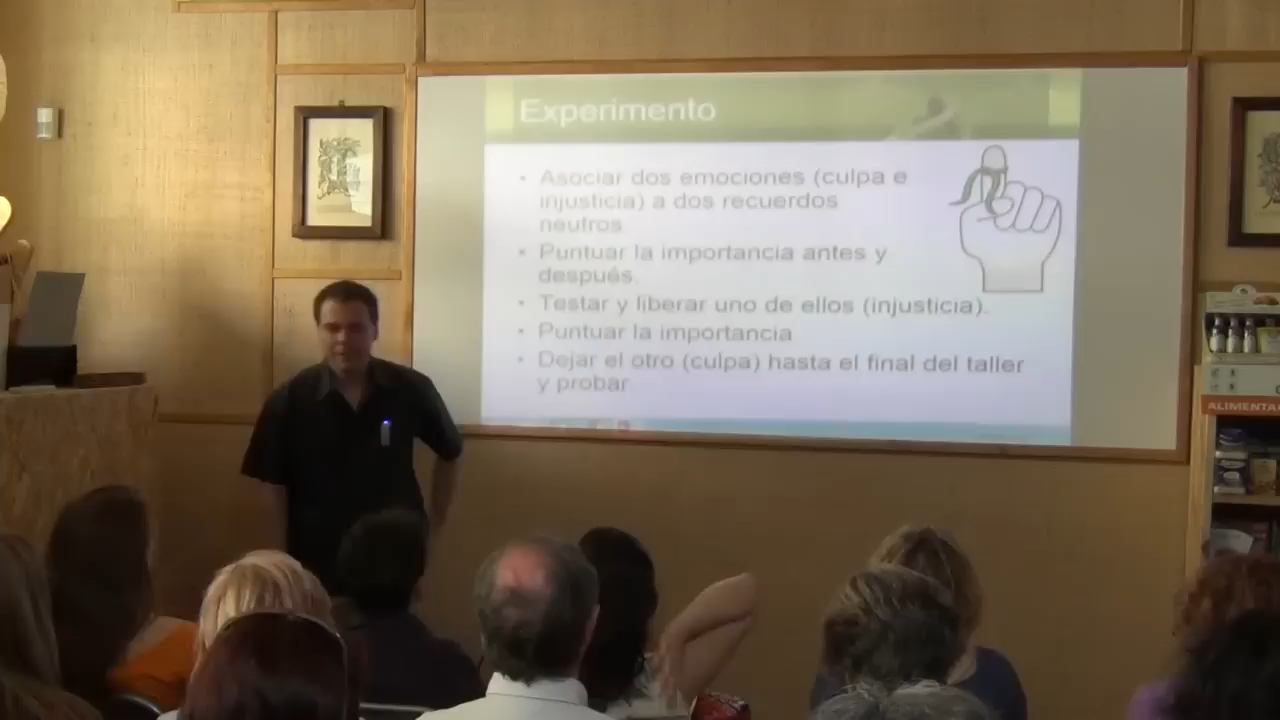 Experimento
• Asociar dos emociones (culpa e
injusticia) a dos recuerdos
neutros
• Puntuar la importancia antes y
después.
• Testar y liberar uno de ellos (injusticia).
• Puntuar la importancia
• Dejar el otro (culpa) hasta el final del taller
y probar
ALIMENTA